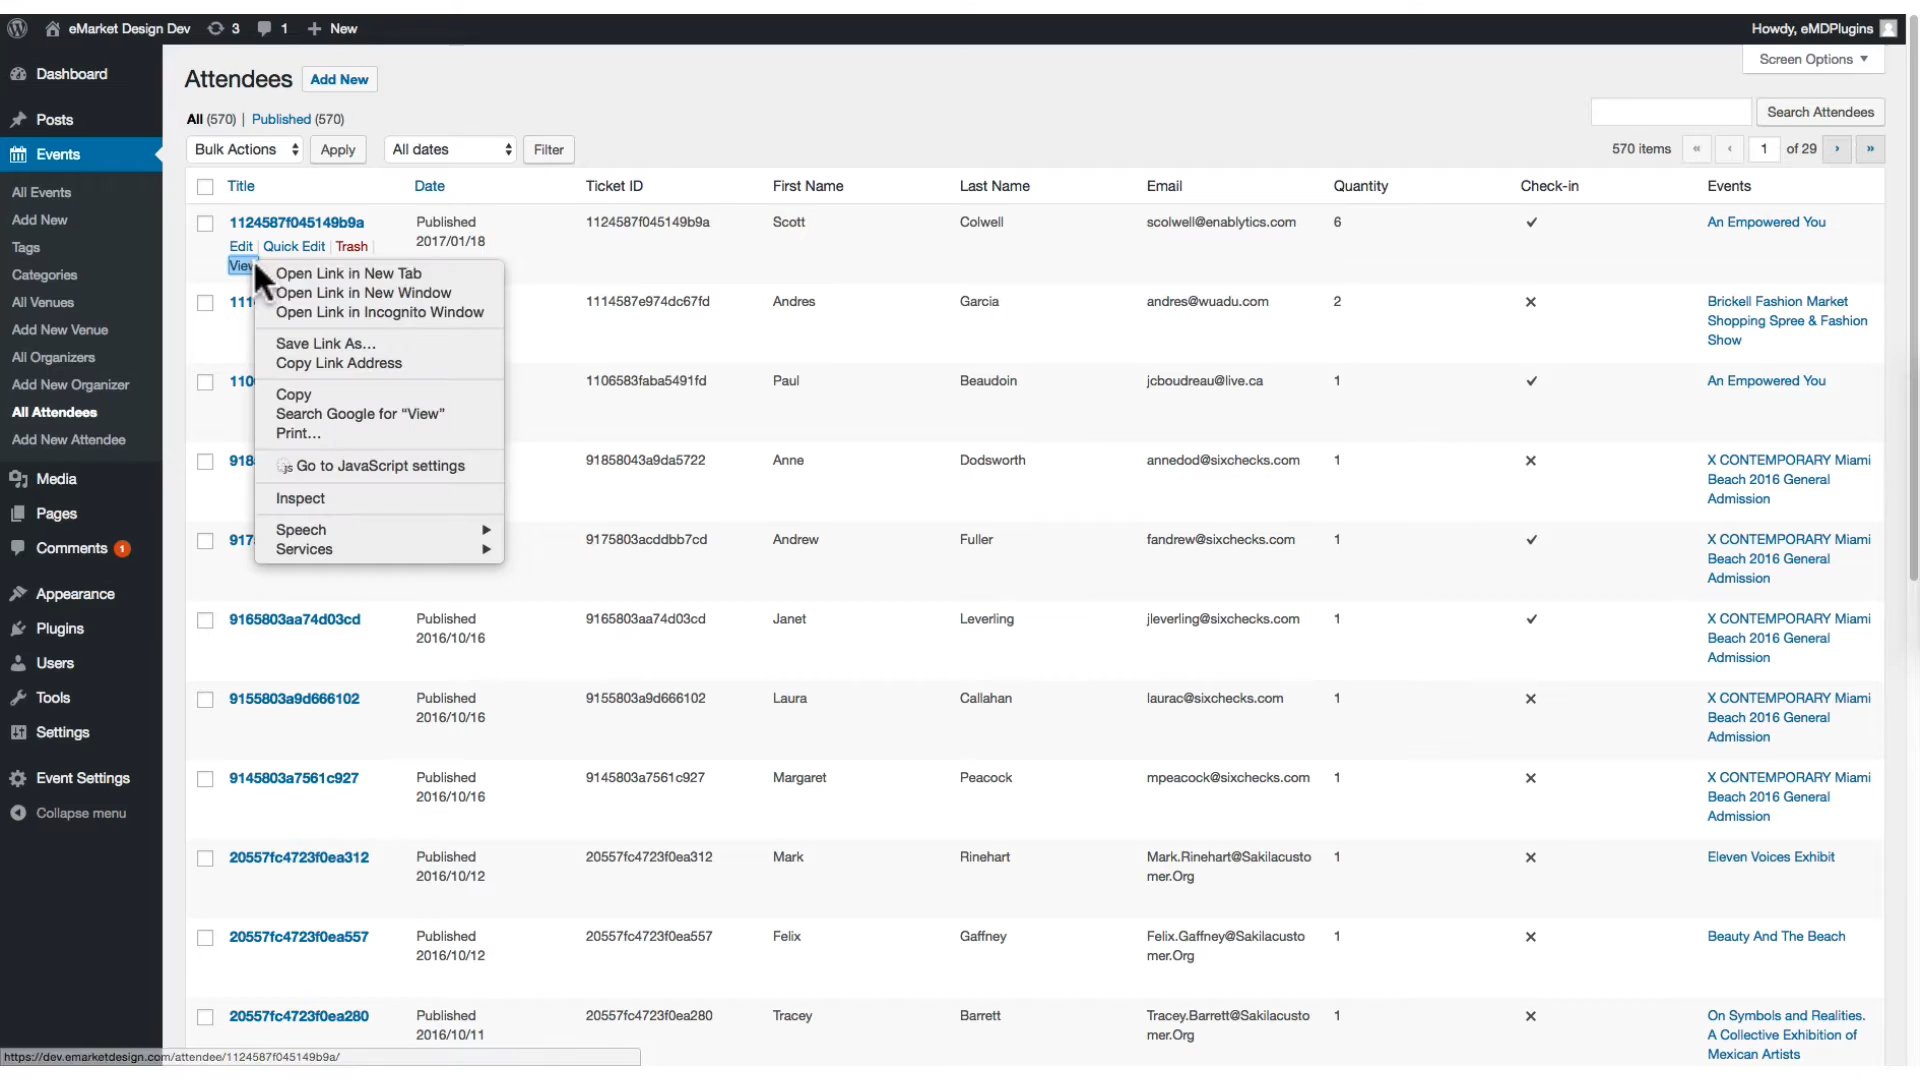 eMarket Design Dev 3 1 + New Howdy, eMDPlugins
Dashboard
Posts
Events
All Events
Add New
Tags
Categories
All Venues
Add New Venue
All Organizers
Add New Organizer
All Attendees
Add New Attendee
Media
Pages
Comments 1
Appearance
Plugins
Users
Tools
Settings
Event Settings
Collapse menu
Screen Options ▼
Attendees Add New
All (570) | Published (570)
Search Attendees
Bulk Actions Apply All dates Filter
570 items « ‹ 1 of 29 › »
Title Date Ticket ID First Name Last Name Email Quantity Check-in Events
1124587f045149b9a Published 1124587f045149b9a Scott Colwell scolwell@enablytics.com 6 ✓ An Empowered You
2017/01/18
Edit | Quick Edit | Trash |
View
Open Link in New Tab
Open Link in New Window
Open Link in Incognito Window
Save Link As...
Copy Link Address
Copy
Search Google for “View”
Print...
JS Go to JavaScript settings
Inspect
Speech ▶
Services ▶
1114587e974dc67fd Andres Garcia andres@wuadu.com 2 ✕ Brickell Fashion Market
Shopping Spree & Fashion
Show
1106583faba5491fd Paul Beaudoin jcboudreau@live.ca 1 ✓ An Empowered You
918 91858043a9da5722 Anne Dodsworth annedod@sixchecks.com 1 ✕ X CONTEMPORARY Miami
Beach 2016 General
Admission
917 9175803acddbb7cd Andrew Fuller fandrew@sixchecks.com 1 ✓ X CONTEMPORARY Miami
Beach 2016 General
Admission
9165803aa74d03cd Published 9165803aa74d03cd Janet Leverling jleverling@sixchecks.com 1 ✓ X CONTEMPORARY Miami
2016/10/16 Beach 2016 General
Admission
9155803a9d666102 Published 9155803a9d666102 Laura Callahan laurac@sixchecks.com 1 ✕ X CONTEMPORARY Miami
2016/10/16 Beach 2016 General
Admission
9145803a7561c927 Published 9145803a7561c927 Margaret Peacock mpeacock@sixchecks.com 1 ✕ X CONTEMPORARY Miami
2016/10/16 Beach 2016 General
Admission
20557fc4723f0ea312 Published 20557fc4723f0ea312 Mark Rinehart Mark.Rinehart@Sakilacusto 1 ✕ Eleven Voices Exhibit
2016/10/12 mer.Org
20557fc4723f0ea557 Published 20557fc4723f0ea557 Felix Gaffney Felix.Gaffney@Sakilacusto 1 ✕ Beauty And The Beach
2016/10/12 mer.Org
20557fc4723f0ea280 Published 20557fc4723f0ea280 Tracey Barrett Tracey.Barrett@Sakilacusto 1 ✕ On Symbols and Realities.
2016/10/11 mer.Org A Collective Exhibition of
Mexican Artists
https://dev.emarketdesign.com/attendee/1124587f045149b9a/